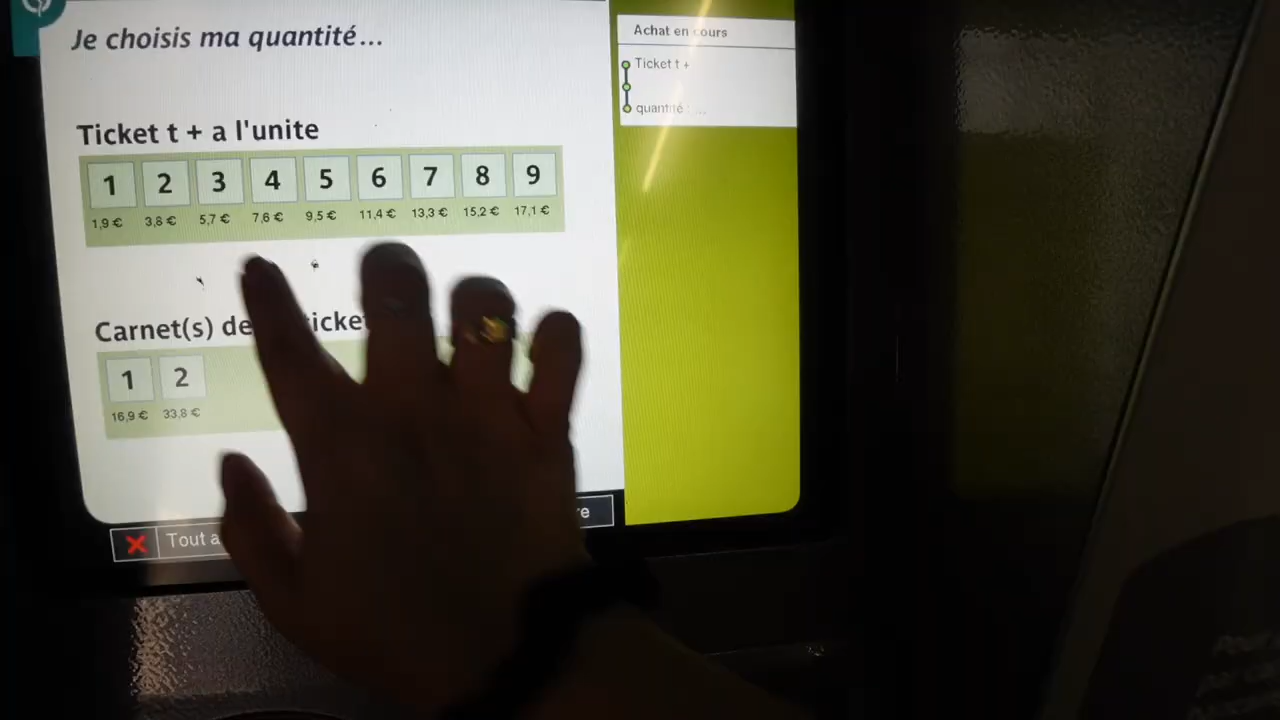 Je choisis ma quantité...
Achat en cours
Ticket t +
quantité : ...
Ticket t + a l'unite
1 2 3 4 5 6 7 8 9
1,9 € 3,8 € 5,7 € 7,6 € 9,5 € 11,4 € 13,3 € 15,2 € 17,1 €
Carnet(s) de
1 2
16,9 € 33,8 €
Tout